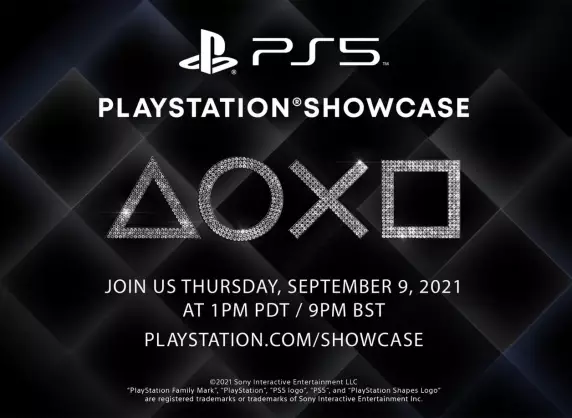 PS5™
PLAYSTATION®SHOWCASE
JOIN US THURSDAY, SEPTEMBER 9, 2021
AT 1PM PDT / 9PM BST
PLAYSTATION.COM/SHOWCASE
©2021 Sony Interactive Entertainment LLC
"PlayStation Family Mark", "PlayStation", "PS5 logo", "PS5", and "PlayStation Shapes Logo"
are registered trademarks or trademarks of Sony Interactive Entertainment Inc.